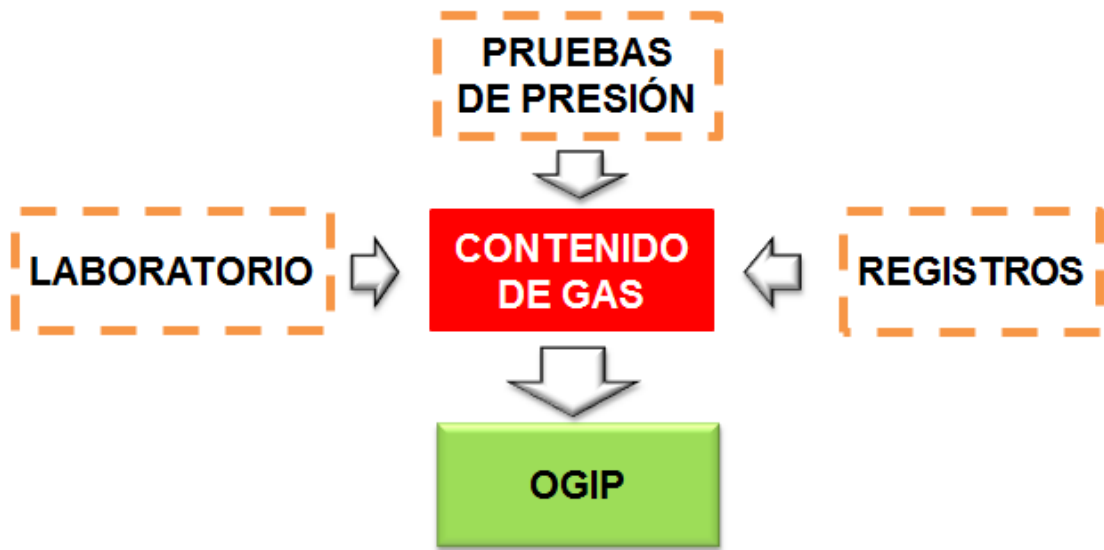 PRUEBAS
DE PRESIÓN
LABORATORIO
CONTENIDO
DE GAS
REGISTROS
OGIP